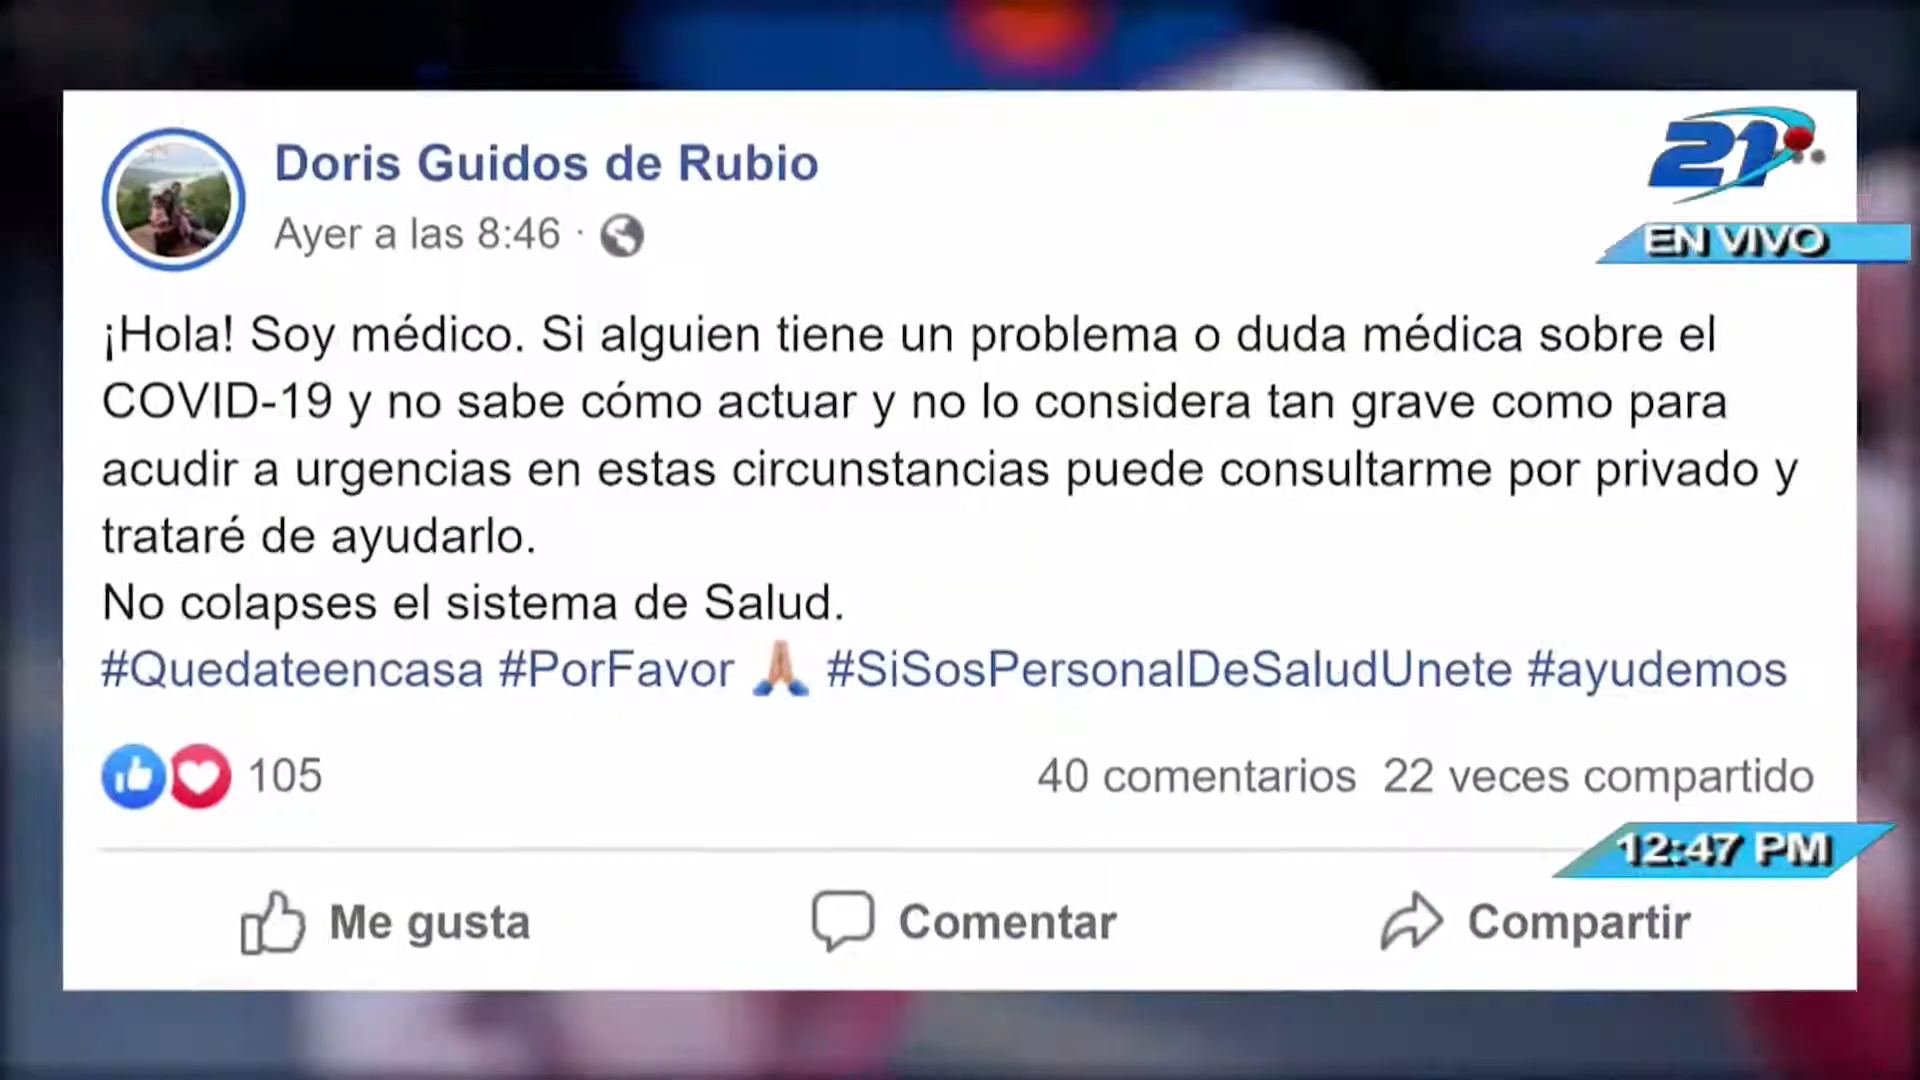 Doris Guidos de Rubio
Ayer a las 8:46 ·
21
EN VIVO
¡Hola! Soy médico. Si alguien tiene un problema o duda médica sobre el
COVID-19 y no sabe cómo actuar y no lo considera tan grave como para
acudir a urgencias en estas circunstancias puede consultarme por privado y
trataré de ayudarlo.
No colapses el sistema de Salud.
#Quedateencasa #PorFavor 🙏 #SiSosPersonalDeSaludUnete #ayudemos
105
40 comentarios 22 veces compartido
12:47 PM
Me gusta Comentar Compartir